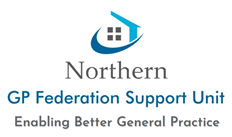 Northern
GP Federation Support Unit
Enabling Better General Practice